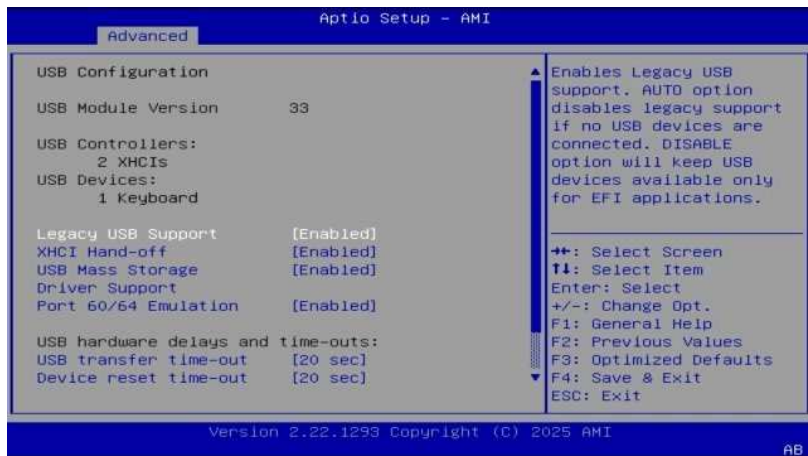 Aptio Setup – AMI
Advanced
USB Configuration
USB Module Version 33
USB Controllers:
2 XHCIs
USB Devices:
1 Keyboard
Legacy USB Support [Enabled]
XHCI Hand-off [Enabled]
USB Mass Storage [Enabled]
Driver Support
Port 60/64 Emulation [Enabled]
USB hardware delays and time-outs:
USB transfer time-out [20 sec]
Device reset time-out [20 sec]
Enables Legacy USB
support. AUTO option
disables legacy support
if no USB devices are
connected. DISABLE
option will keep USB
devices available only
for EFI applications.
→←: Select Screen
↑↓: Select Item
Enter: Select
+/-: Change Opt.
F1: General Help
F2: Previous Values
F3: Optimized Defaults
F4: Save & Exit
ESC: Exit
Version 2.22.1293 Copyright (C) 2025 AMI
AB